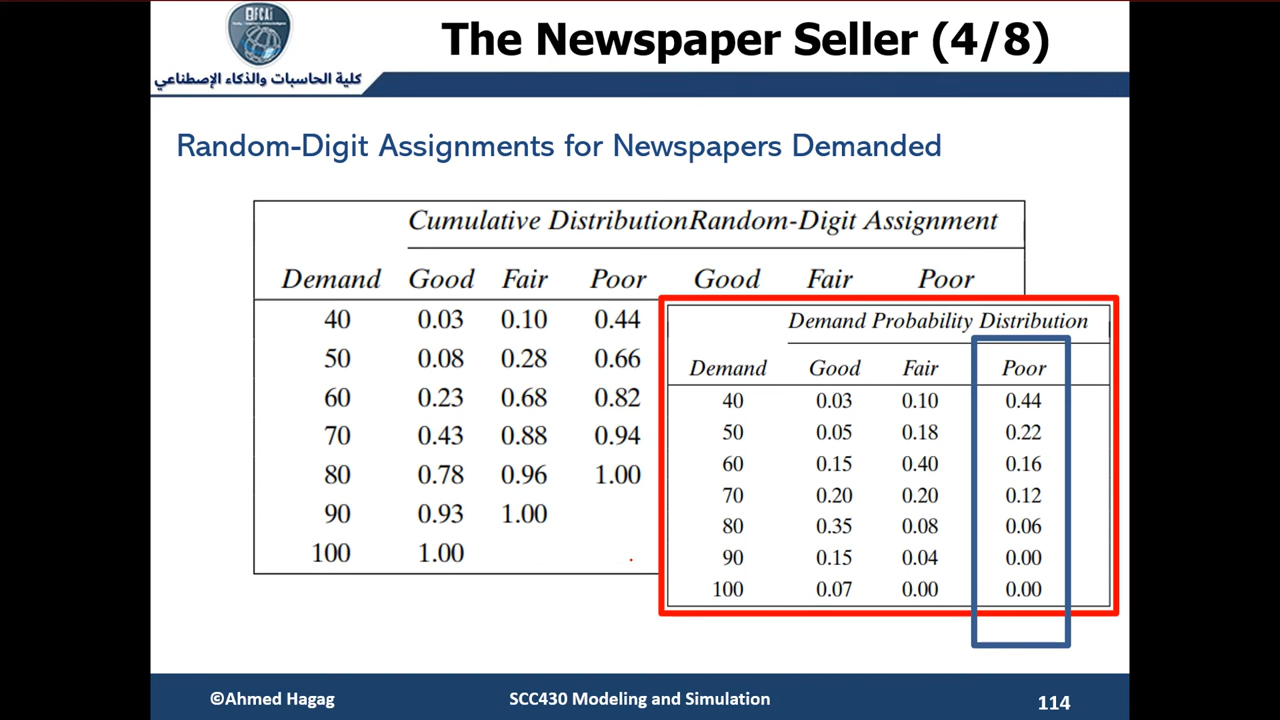 FCAi
كلية الحاسبات والذكاء الإصطناعي
The Newspaper Seller (4/8)
Random-Digit Assignments for Newspapers Demanded
Cumulative Distribution Random-Digit Assignment
Demand Good Fair Poor Good Fair Poor
40 0.03 0.10 0.44
50 0.08 0.28 0.66
60 0.23 0.68 0.82
70 0.43 0.88 0.94
80 0.78 0.96 1.00
90 0.93 1.00
100 1.00
Demand Probability Distribution
Demand Good Fair Poor
40 0.03 0.10 0.44
50 0.05 0.18 0.22
60 0.15 0.40 0.16
70 0.20 0.20 0.12
80 0.35 0.08 0.06
90 0.15 0.04 0.00
100 0.07 0.00 0.00
©Ahmed Hagag
SCC430 Modeling and Simulation
114